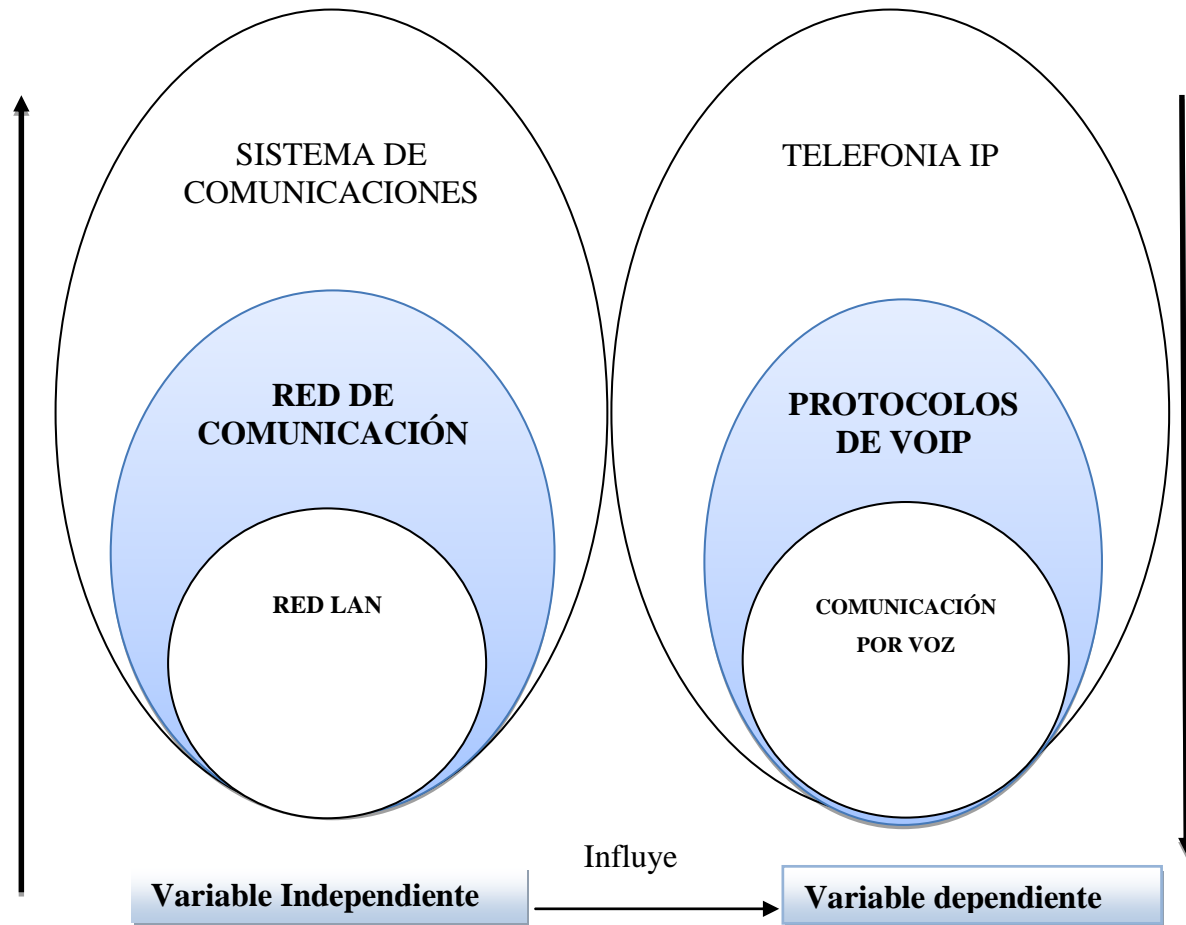 SISTEMA DE
COMUNICACIONES
RED DE
COMUNICACIÓN
RED LAN
TELEFONIA IP
PROTOCOLOS
DE VOIP
COMUNICACIÓN
POR VOZ
Influye
Variable Independiente
Variable dependiente